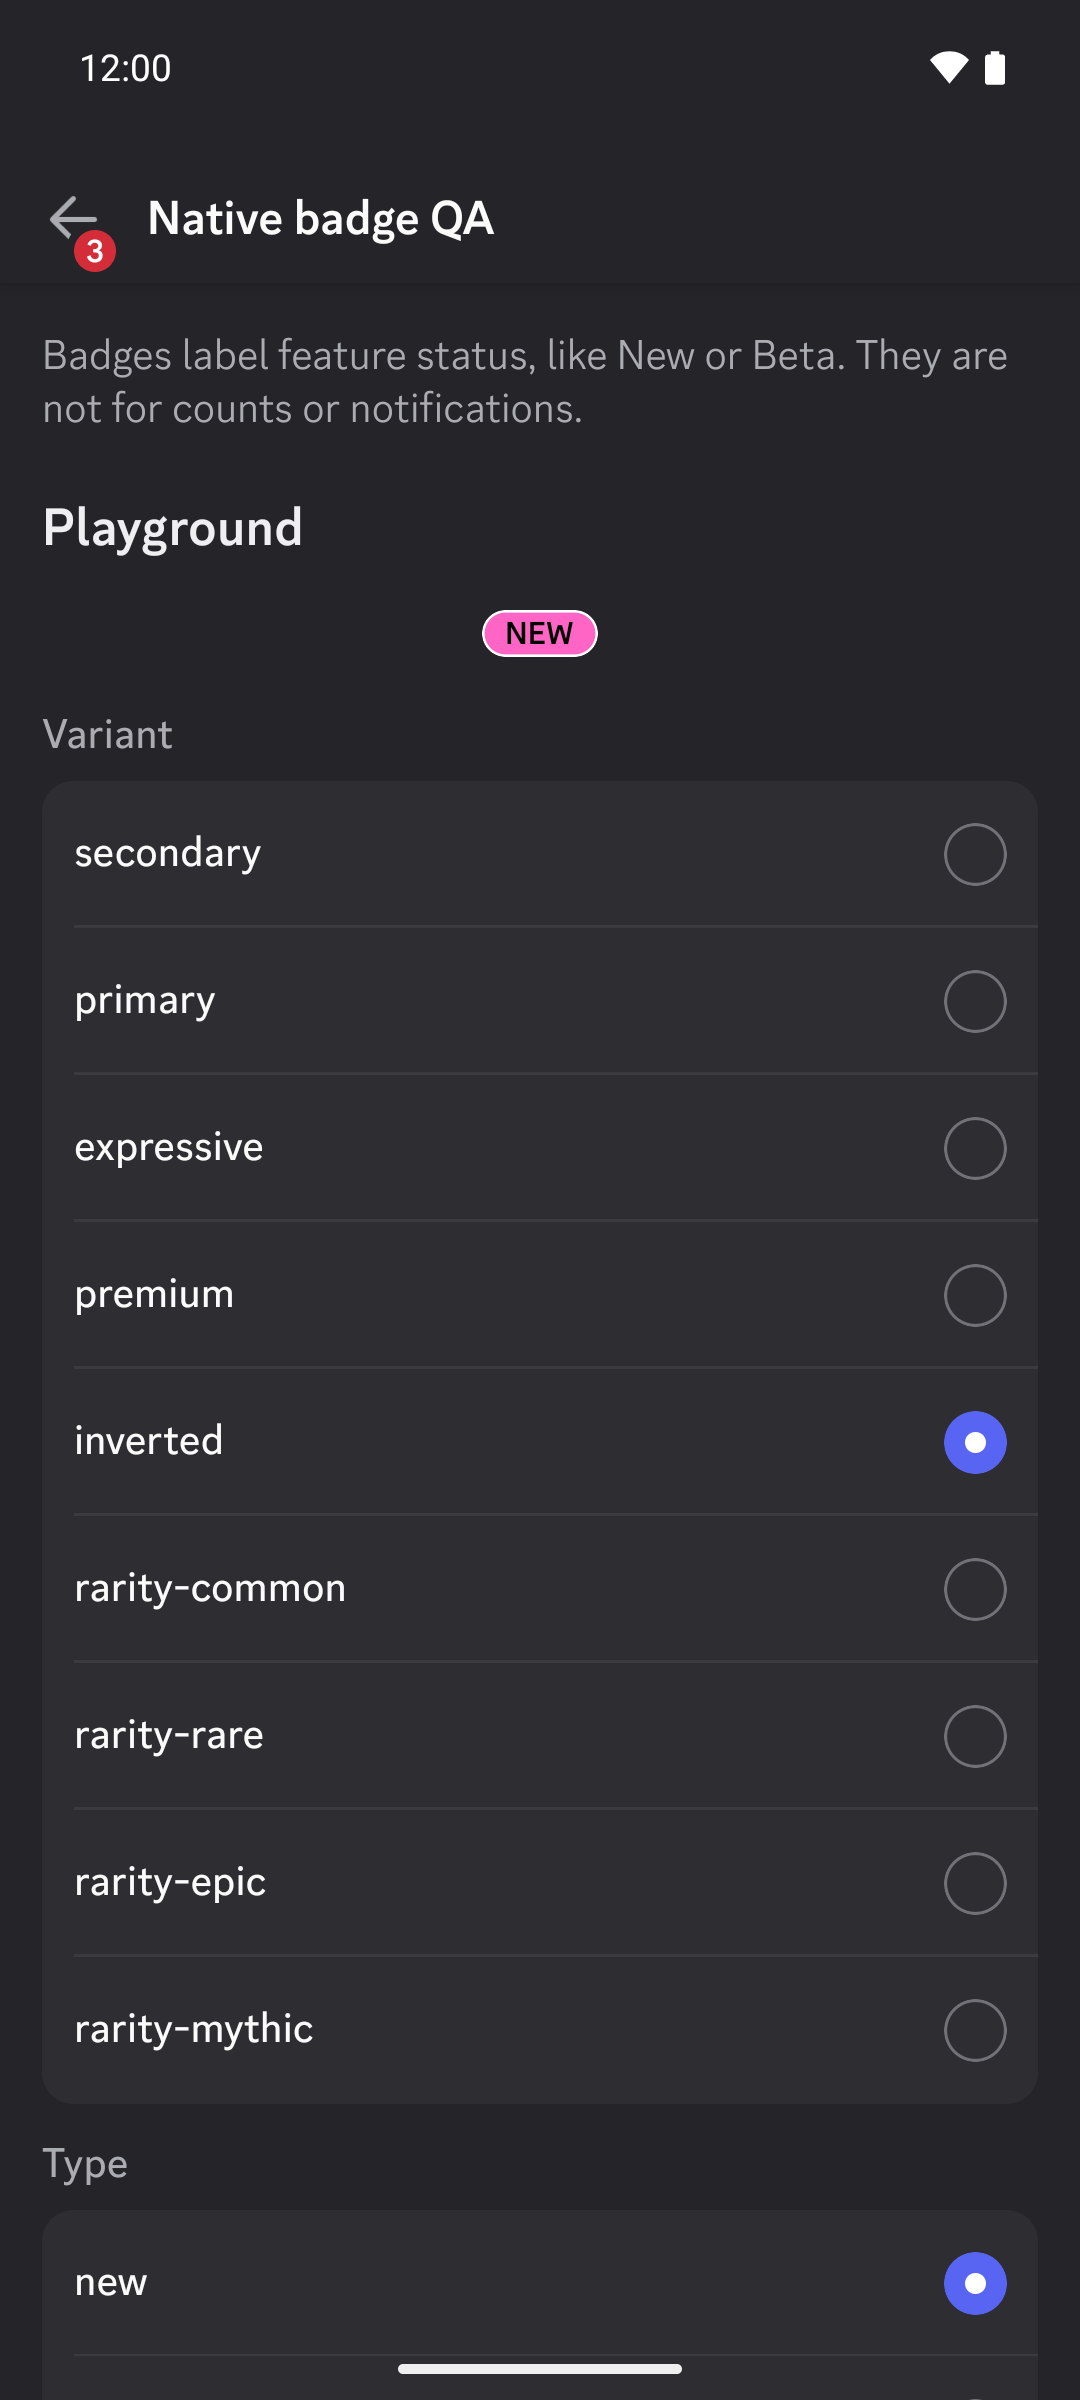 12:00
3
Native badge QA
Badges label feature status, like New or Beta. They are
not for counts or notifications.
Playground
NEW
Variant
secondary
primary
expressive
premium
inverted
rarity-common
rarity-rare
rarity-epic
rarity-mythic
Type
new